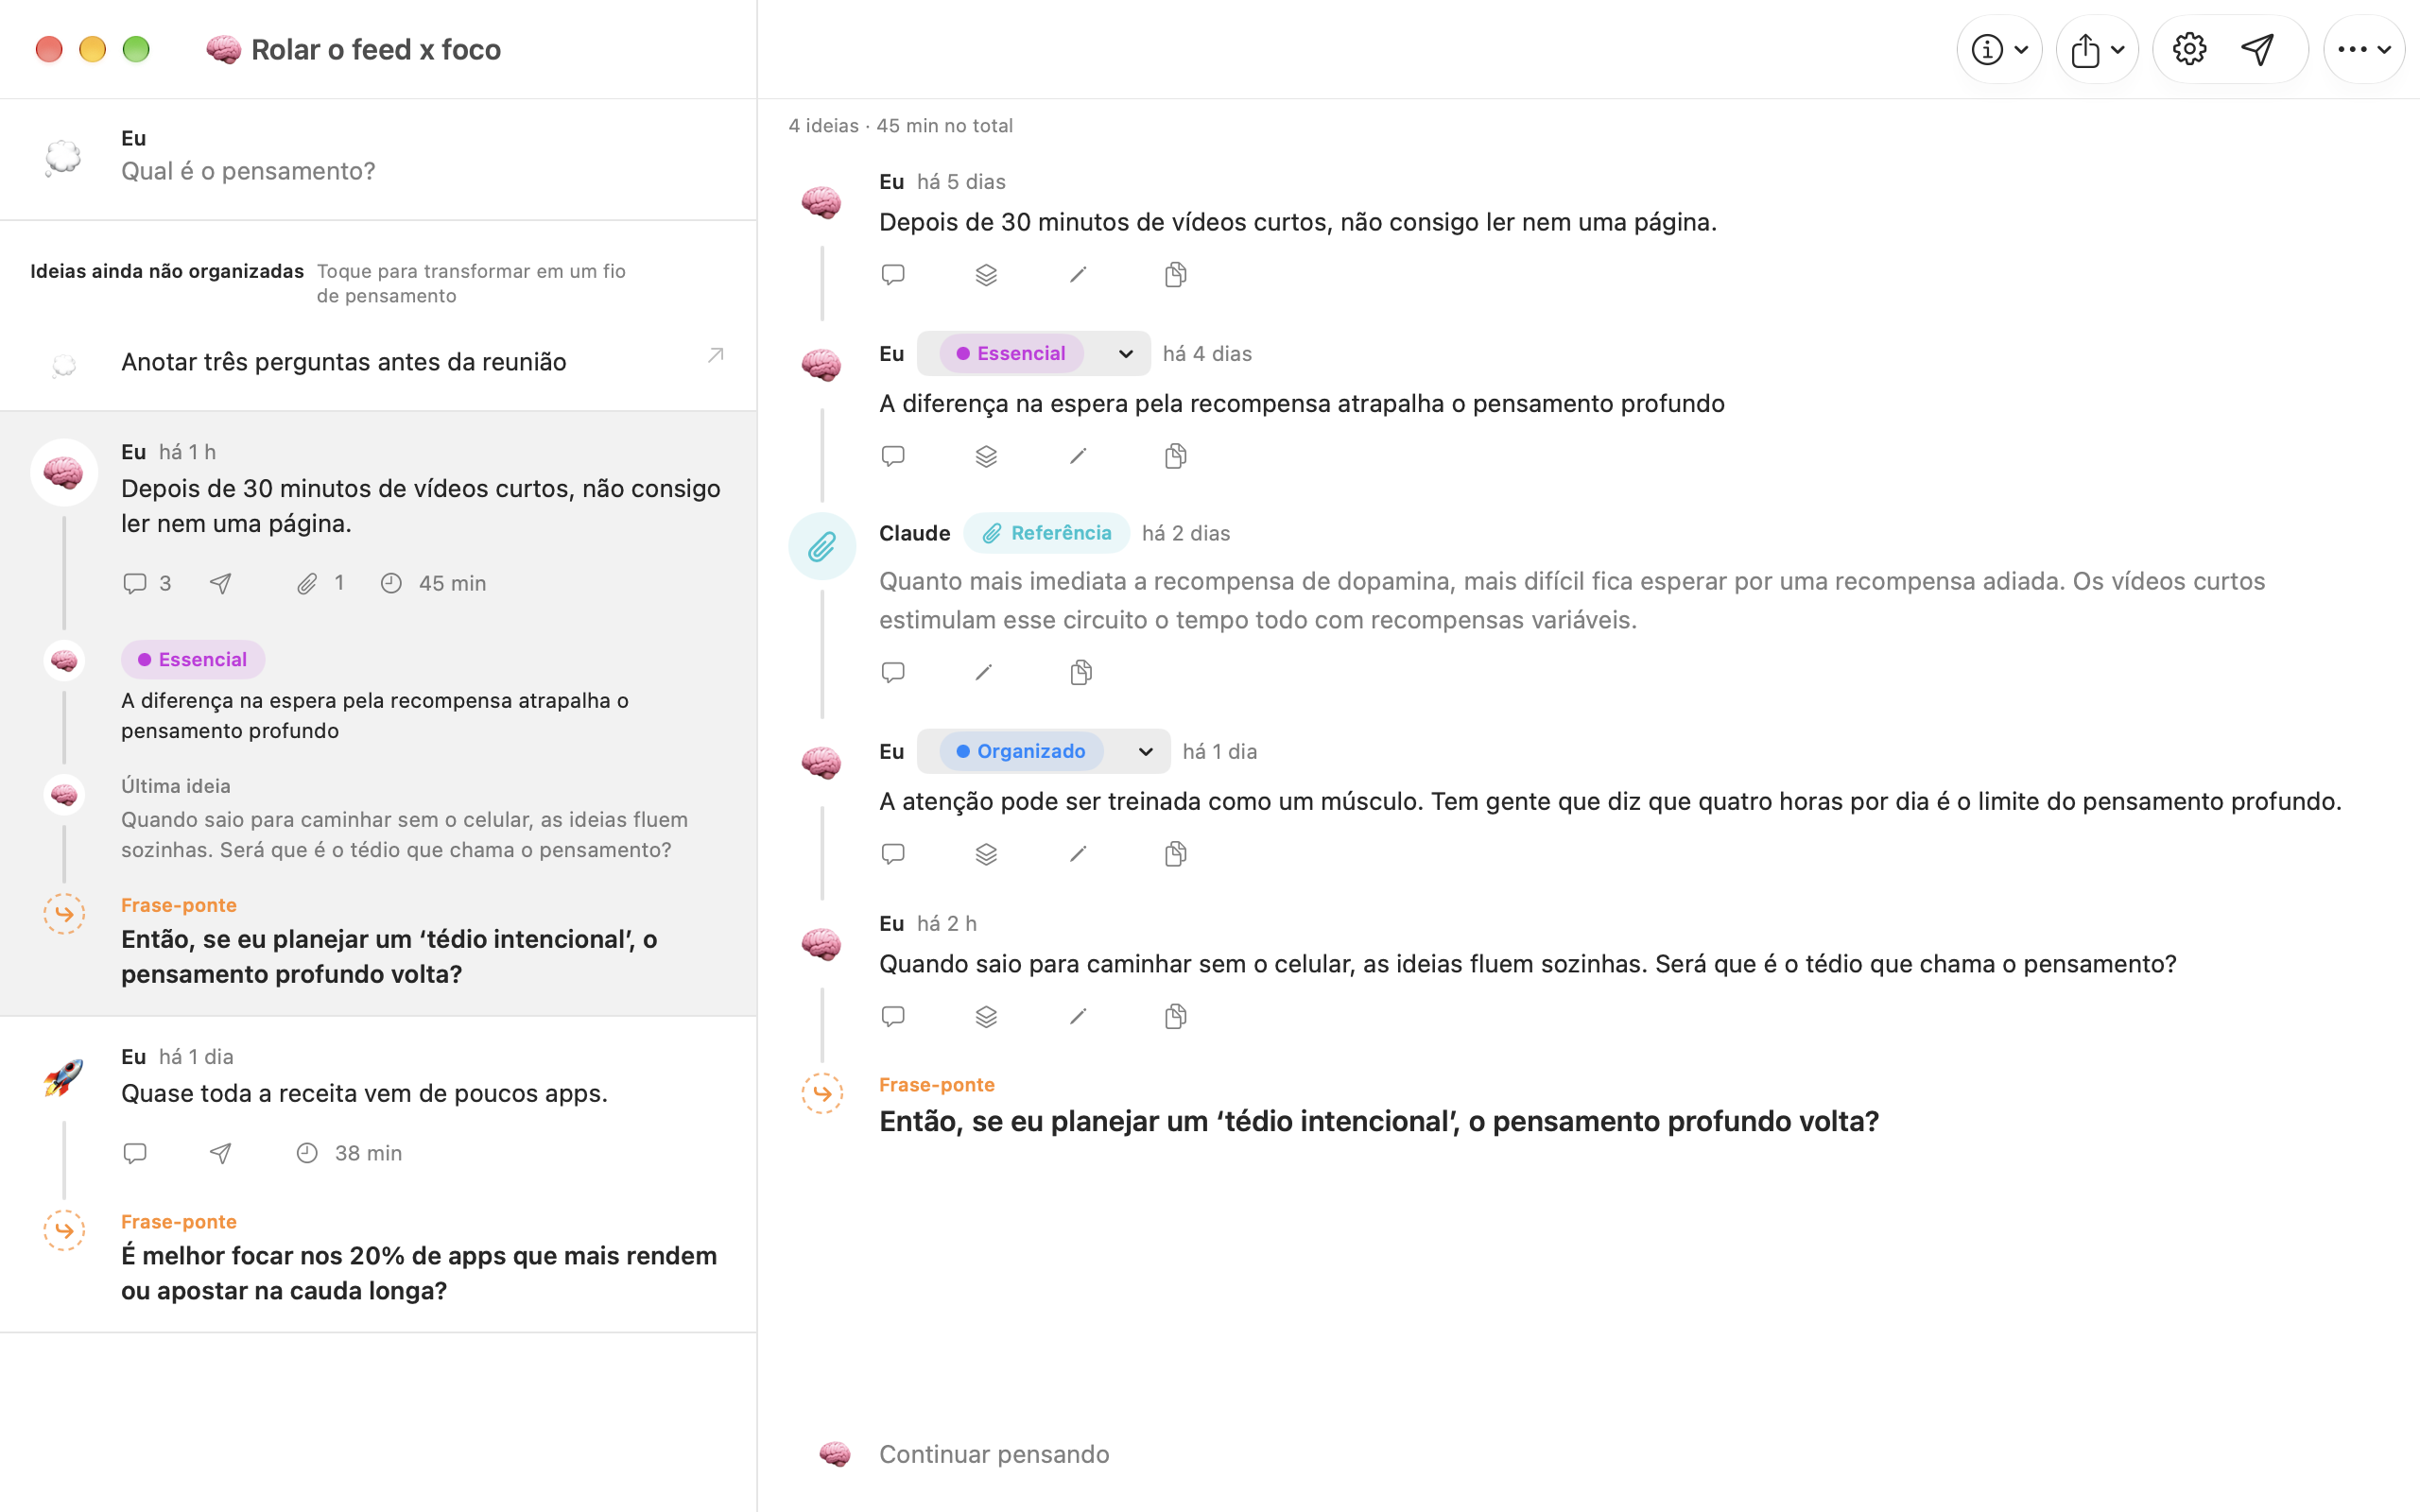 Rolar o feed x foco
Eu
Qual é o pensamento?
Ideias ainda não organizadas
Toque para transformar em um fio
de pensamento
Anotar três perguntas antes da reunião
Eu há 1 h
Depois de 30 minutos de vídeos curtos, não consigo
ler nem uma página.
3 1 45 min
Essencial
A diferença na espera pela recompensa atrapalha o
pensamento profundo
Última ideia
Quando saio para caminhar sem o celular, as ideias fluem
sozinhas. Será que é o tédio que chama o pensamento?
Frase-ponte
Então, se eu planejar um ‘tédio intencional’, o
pensamento profundo volta?
Eu há 1 dia
Quase toda a receita vem de poucos apps.
38 min
Frase-ponte
É melhor focar nos 20% de apps que mais rendem
ou apostar na cauda longa?
4 ideias · 45 min no total
Eu há 5 dias
Depois de 30 minutos de vídeos curtos, não consigo ler nem uma página.
Eu Essencial há 4 dias
A diferença na espera pela recompensa atrapalha o pensamento profundo
Claude Referência há 2 dias
Quanto mais imediata a recompensa de dopamina, mais difícil fica esperar por uma recompensa adiada. Os vídeos curtos
estimulam esse circuito o tempo todo com recompensas variáveis.
Eu Organizado há 1 dia
A atenção pode ser treinada como um músculo. Tem gente que diz que quatro horas por dia é o limite do pensamento profundo.
Eu há 2 h
Quando saio para caminhar sem o celular, as ideias fluem sozinhas. Será que é o tédio que chama o pensamento?
Frase-ponte
Então, se eu planejar um ‘tédio intencional’, o pensamento profundo volta?
Continuar pensando